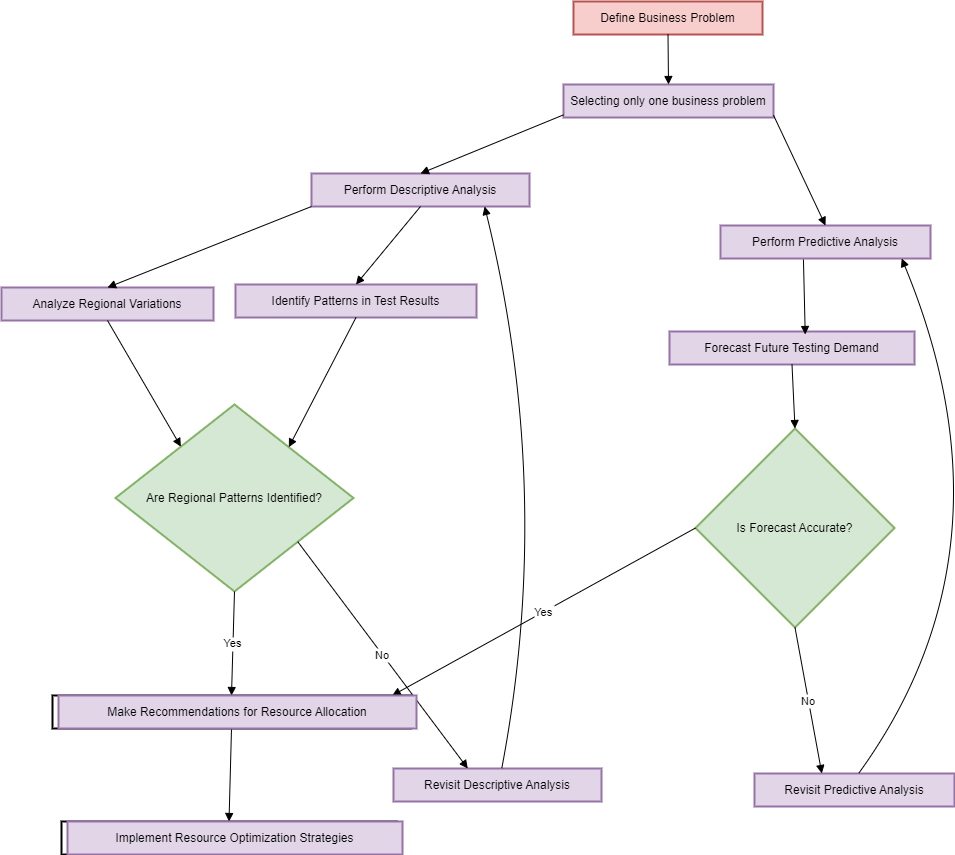 Define Business Problem
Selecting only one business problem
Perform Descriptive Analysis
Perform Predictive Analysis
Analyze Regional Variations
Identify Patterns in Test Results
Forecast Future Testing Demand
Are Regional Patterns Identified?
Is Forecast Accurate?
Yes
Yes
No
No
Make Recommendations for Resource Allocation
Revisit Descriptive Analysis
Revisit Predictive Analysis
Implement Resource Optimization Strategies